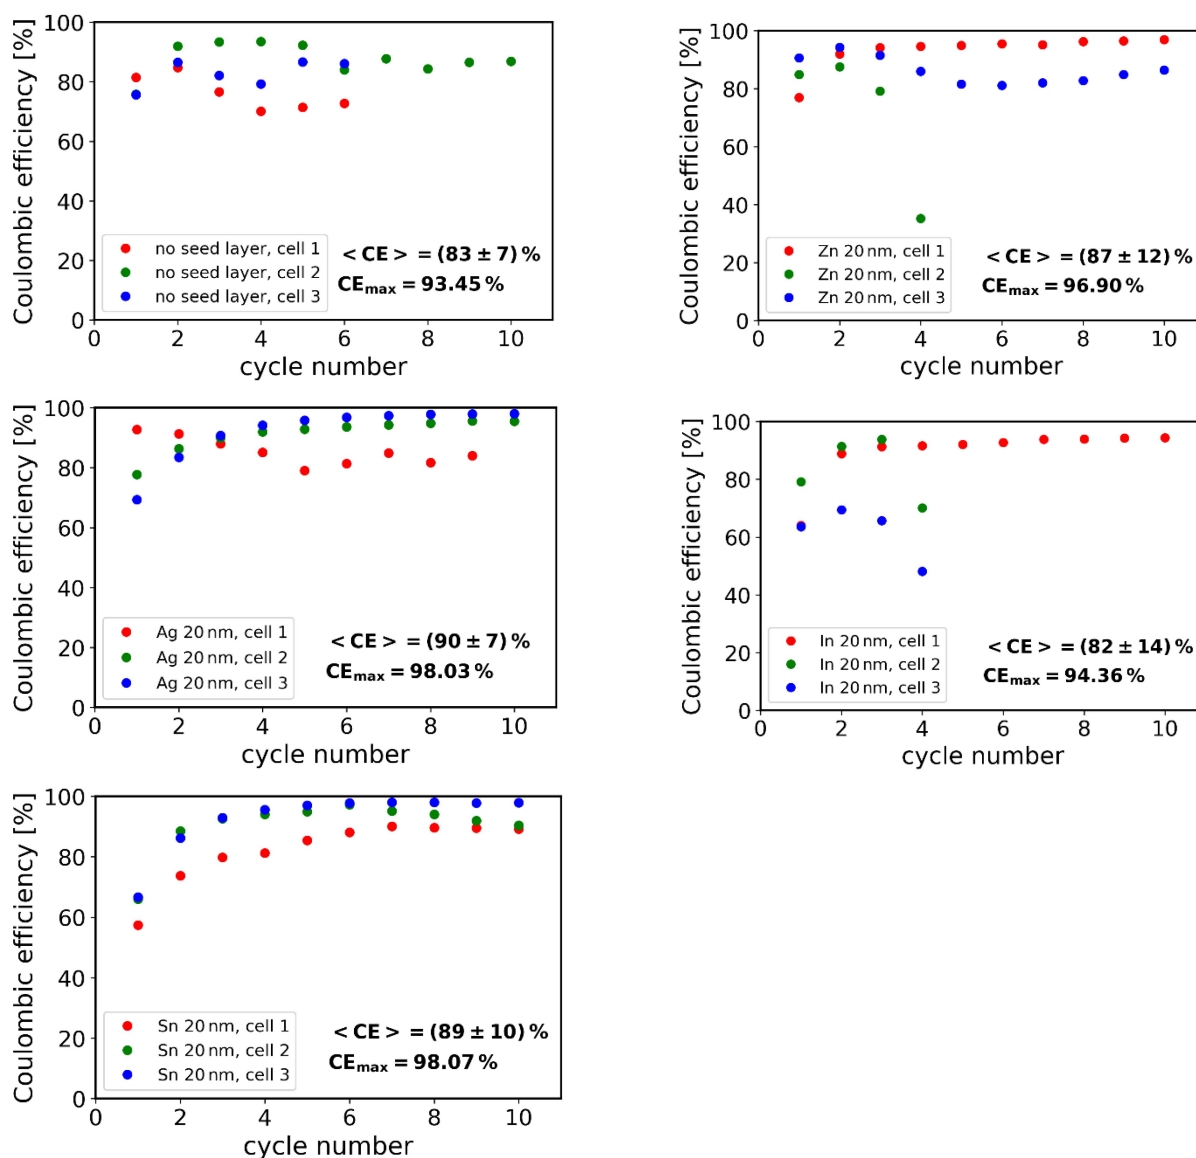 Coulombic efficiency [%]
100
80
60
40
20
0
no seed layer, cell 1
no seed layer, cell 2
no seed layer, cell 3
< CE > = (83 ± 7) %
CEmax = 93.45 %
0 2 4 6 8 10
cycle number
Coulombic efficiency [%]
100
80
60
40
20
0
Zn 20 nm, cell 1
Zn 20 nm, cell 2
Zn 20 nm, cell 3
< CE > = (87 ± 12) %
CEmax = 96.90 %
0 2 4 6 8 10
cycle number
Coulombic efficiency [%]
100
80
60
40
20
0
Ag 20 nm, cell 1
Ag 20 nm, cell 2
Ag 20 nm, cell 3
< CE > = (90 ± 7) %
CEmax = 98.03 %
0 2 4 6 8 10
cycle number
Coulombic efficiency [%]
100
80
60
40
20
0
In 20 nm, cell 1
In 20 nm, cell 2
In 20 nm, cell 3
< CE > = (82 ± 14) %
CEmax = 94.36 %
0 2 4 6 8 10
cycle number
Coulombic efficiency [%]
100
80
60
40
20
0
Sn 20 nm, cell 1
Sn 20 nm, cell 2
Sn 20 nm, cell 3
< CE > = (89 ± 10) %
CEmax = 98.07 %
0 2 4 6 8 10
cycle number